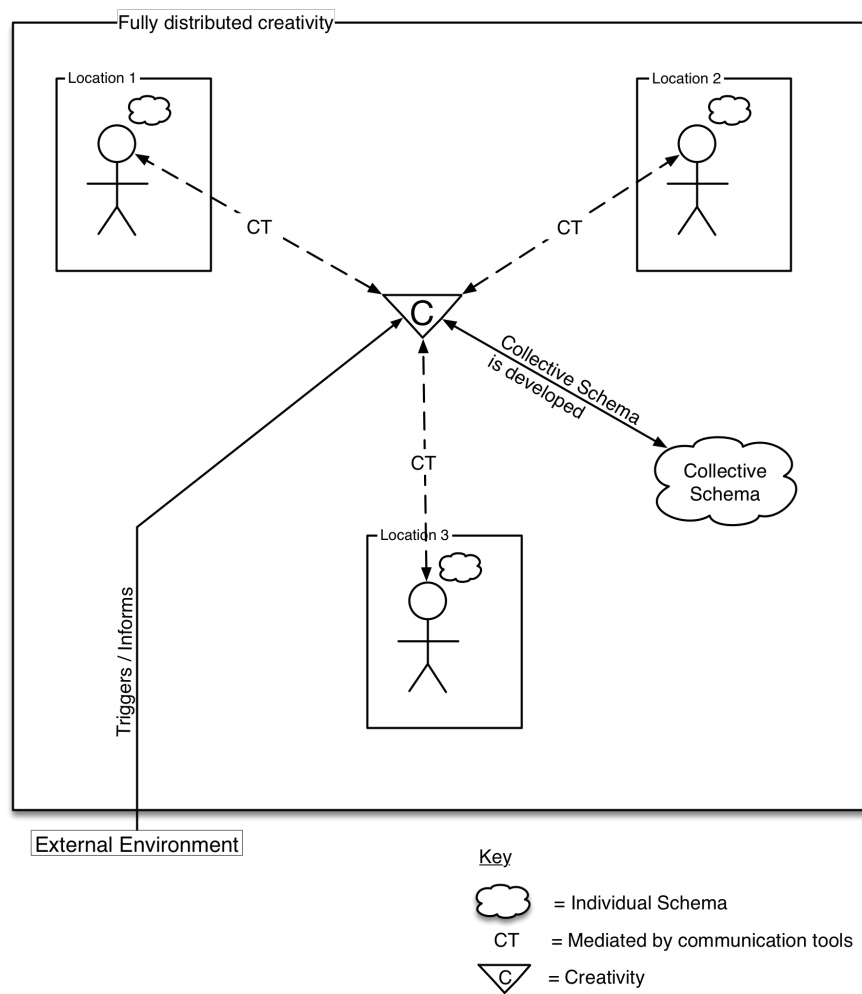 Fully distributed creativity
Location 1
Location 2
CT
CT
C
Collective Schema
is developed
CT
Collective
Schema
Location 3
Triggers / Informs
External Environment
Key
= Individual Schema
CT = Mediated by communication tools
C = Creativity